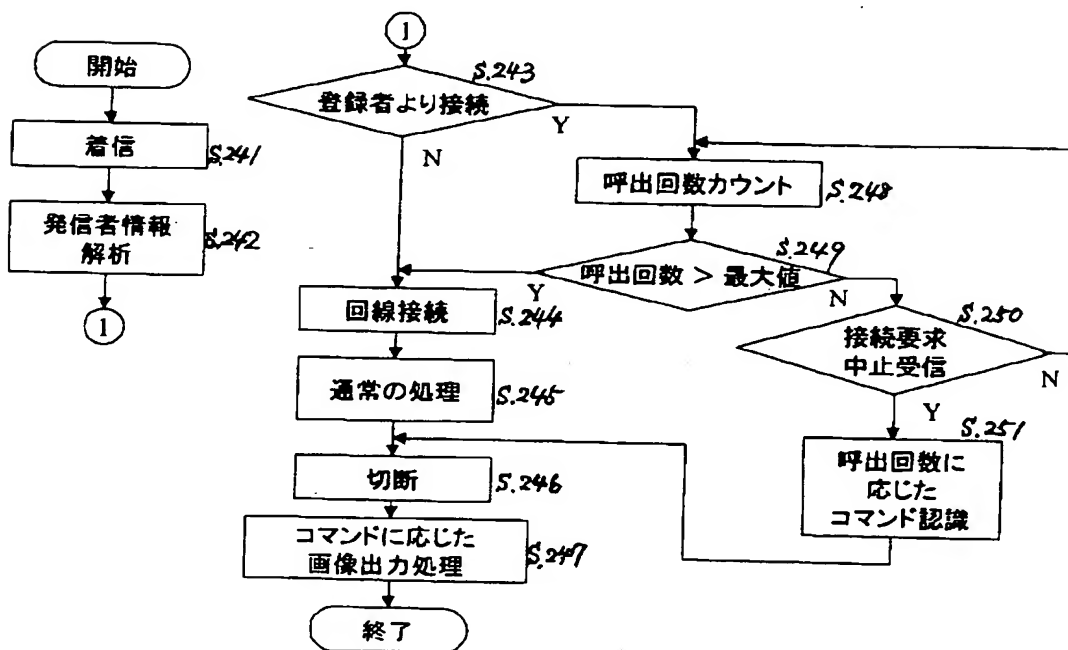 開始
着信
S.241
発信者情報
解析
S.242
1
1
S.243
登録者より接続
Y
N
呼出回数カウント
S.248
S.249
呼出回数 > 最大値
Y
N
回線接続
S.244
S.250
接続要求
中止受信
N
Y
通常の処理
S.245
S.251
呼出回数に
応じた
コマンド認識
切断
S.246
コマンドに応じた
画像出力処理
S.247
終了